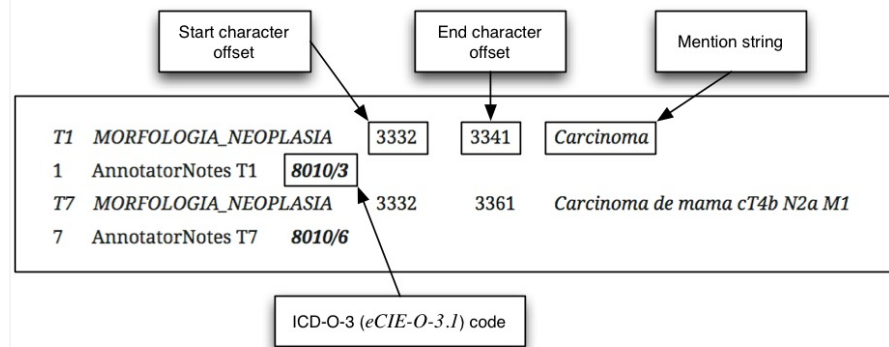 Start character
offset
End character
offset
Mention string
T1 MORFOLOGIA_NEOPLASIA 3332 3341 Carcinoma
1 AnnotatorNotes T1 8010/3
T7 MORFOLOGIA_NEOPLASIA 3332 3361 Carcinoma de mama cT4b N2a M1
7 AnnotatorNotes T7 8010/6
ICD-O-3 (eCIE-O-3.1) code